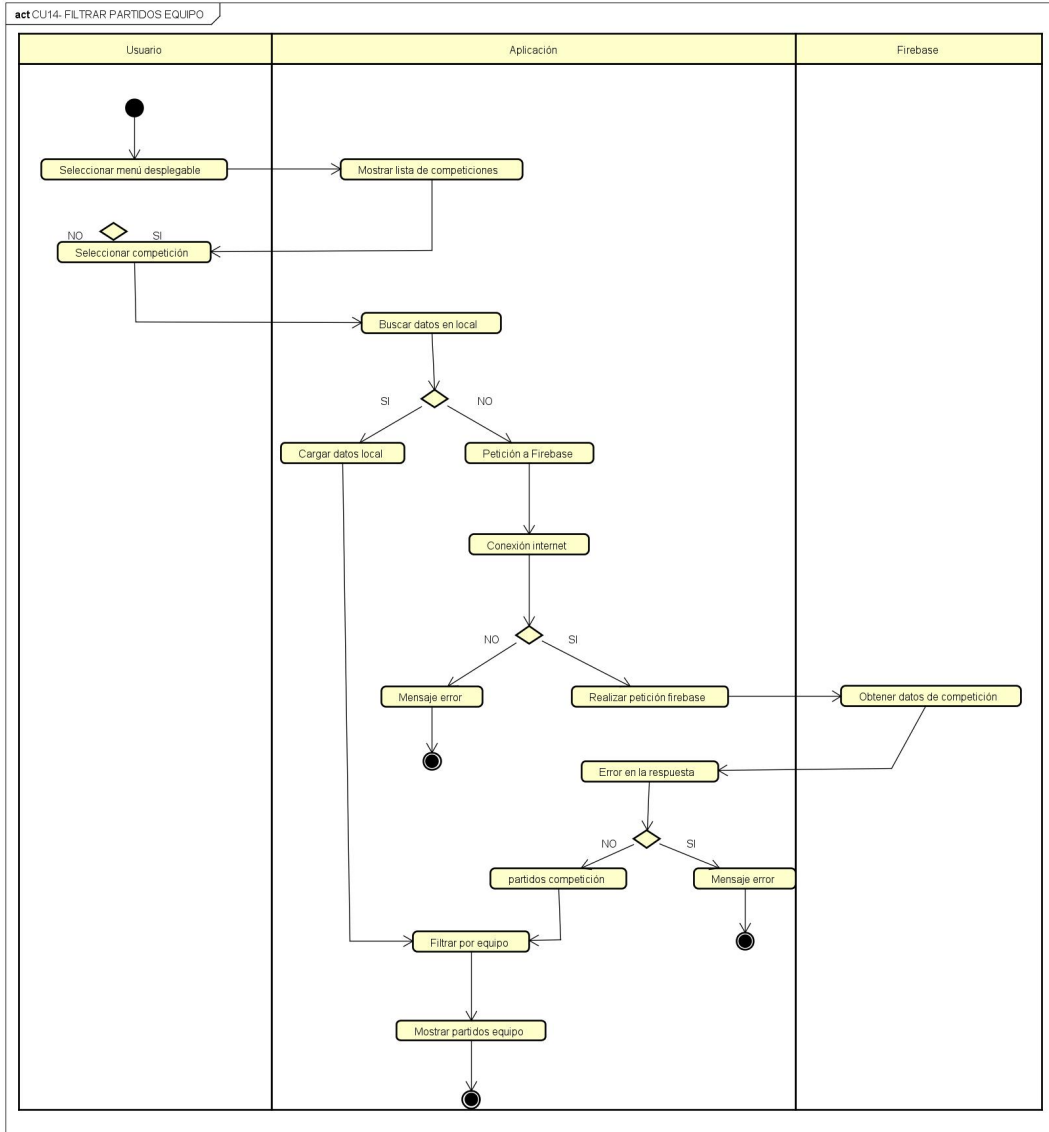 act CU14- FILTRAR PARTIDOS EQUIPO
Usuario
Aplicación
Firebase
Seleccionar menú desplegable
Mostrar lista de competiciones
NO
SI
Seleccionar competición
Buscar datos en local
SI
NO
Cargar datos local
Petición a Firebase
Conexión internet
NO
SI
Mensaje error
Realizar petición firebase
Obtener datos de competición
Error en la respuesta
NO
SI
partidos competición
Mensaje error
Filtrar por equipo
Mostrar partidos equipo